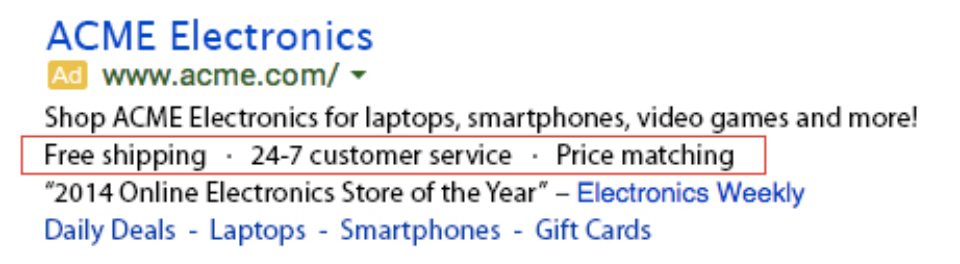 ACME Electronics
Ad www.acme.com/
Shop ACME Electronics for laptops, smartphones, video games and more!
Free shipping · 24-7 customer service · Price matching
“2014 Online Electronics Store of the Year” – Electronics Weekly
Daily Deals - Laptops - Smartphones - Gift Cards